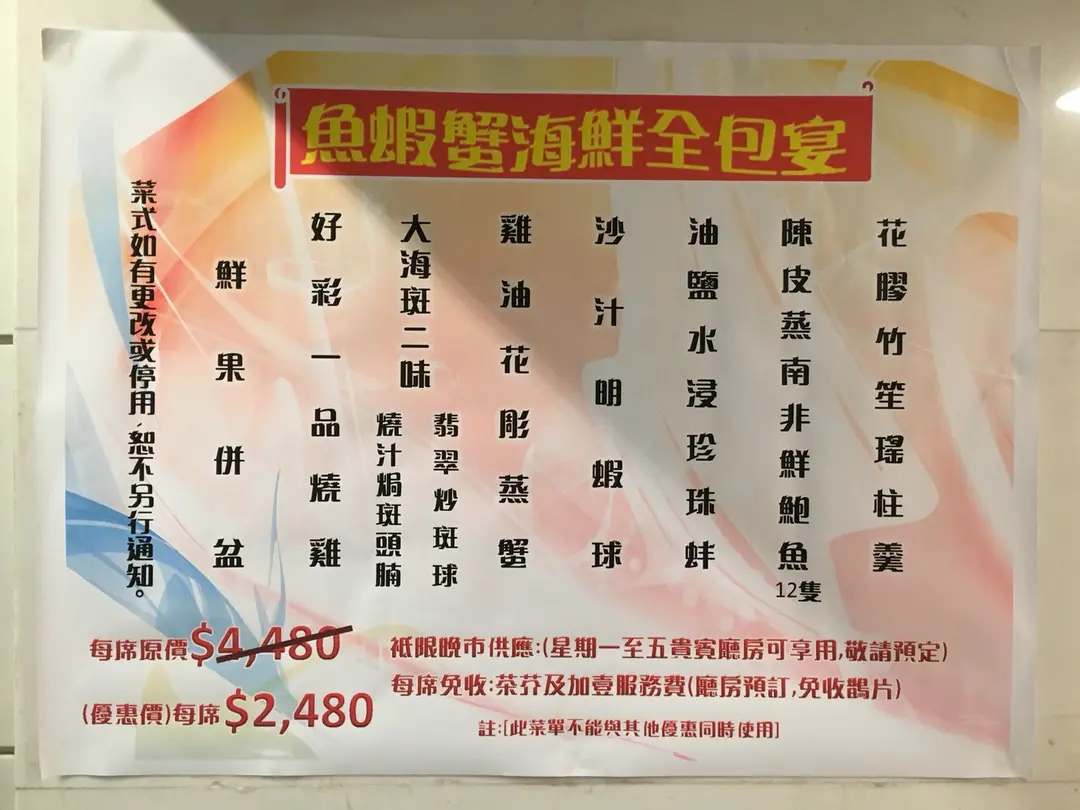 魚蝦蟹海鮮全包宴
花膠竹笙瑤柱羹
陳皮蒸南非鮮鮑魚12隻
油鹽水浸珍珠蚌
沙汁明蝦球
雞油花彫蒸蟹
大海斑二味
翡翠炒斑球
燒汁焗斑頭腩
好彩一品燒雞
鮮果併盆
菜式如有更改或停用,恕不另行通知。
每席原價$4,480
(優惠價)每席$2,480
祗限晚市供應:(星期一至五貴賓廳房可享用,敬請預定)
每席免收:茶芥及加壹服務費(廳房預訂,免收鵲片)
註:[此菜單不能與其他優惠同時使用]